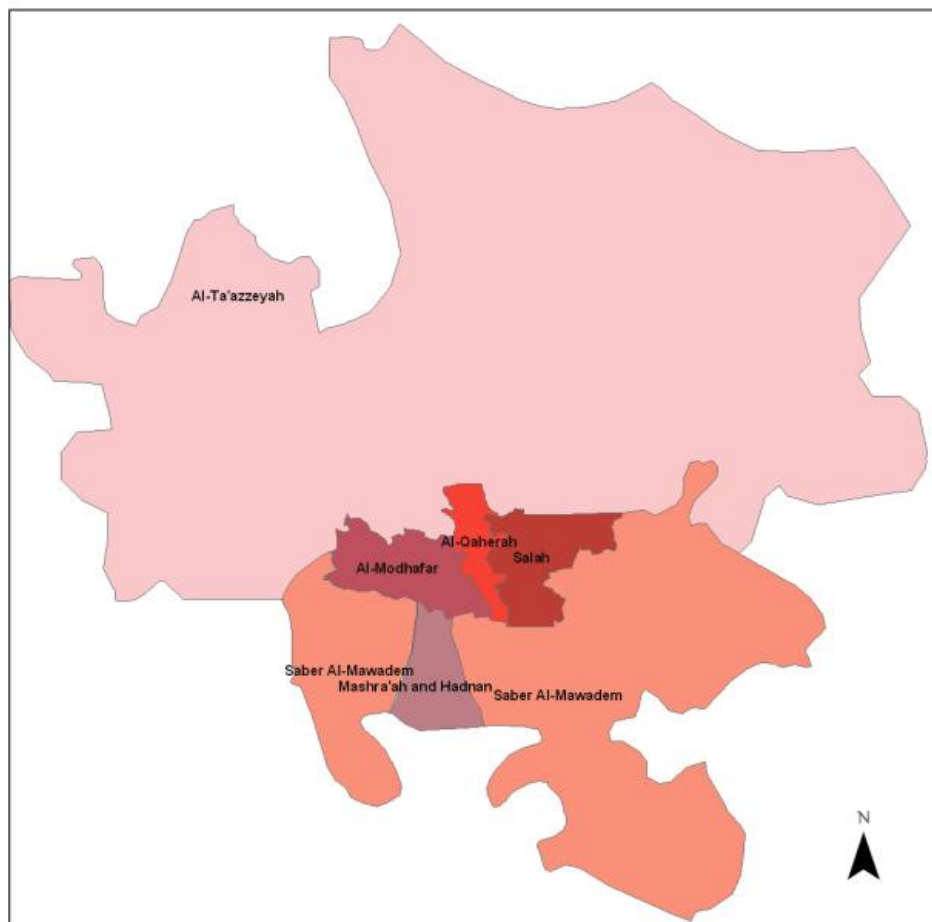 Al-Ta'azzeyah
Al-Qaherah
Salah
Al-Modhafar
Saber Al-Mawadem
Mashra'ah and Hadnan
Saber Al-Mawadem
N